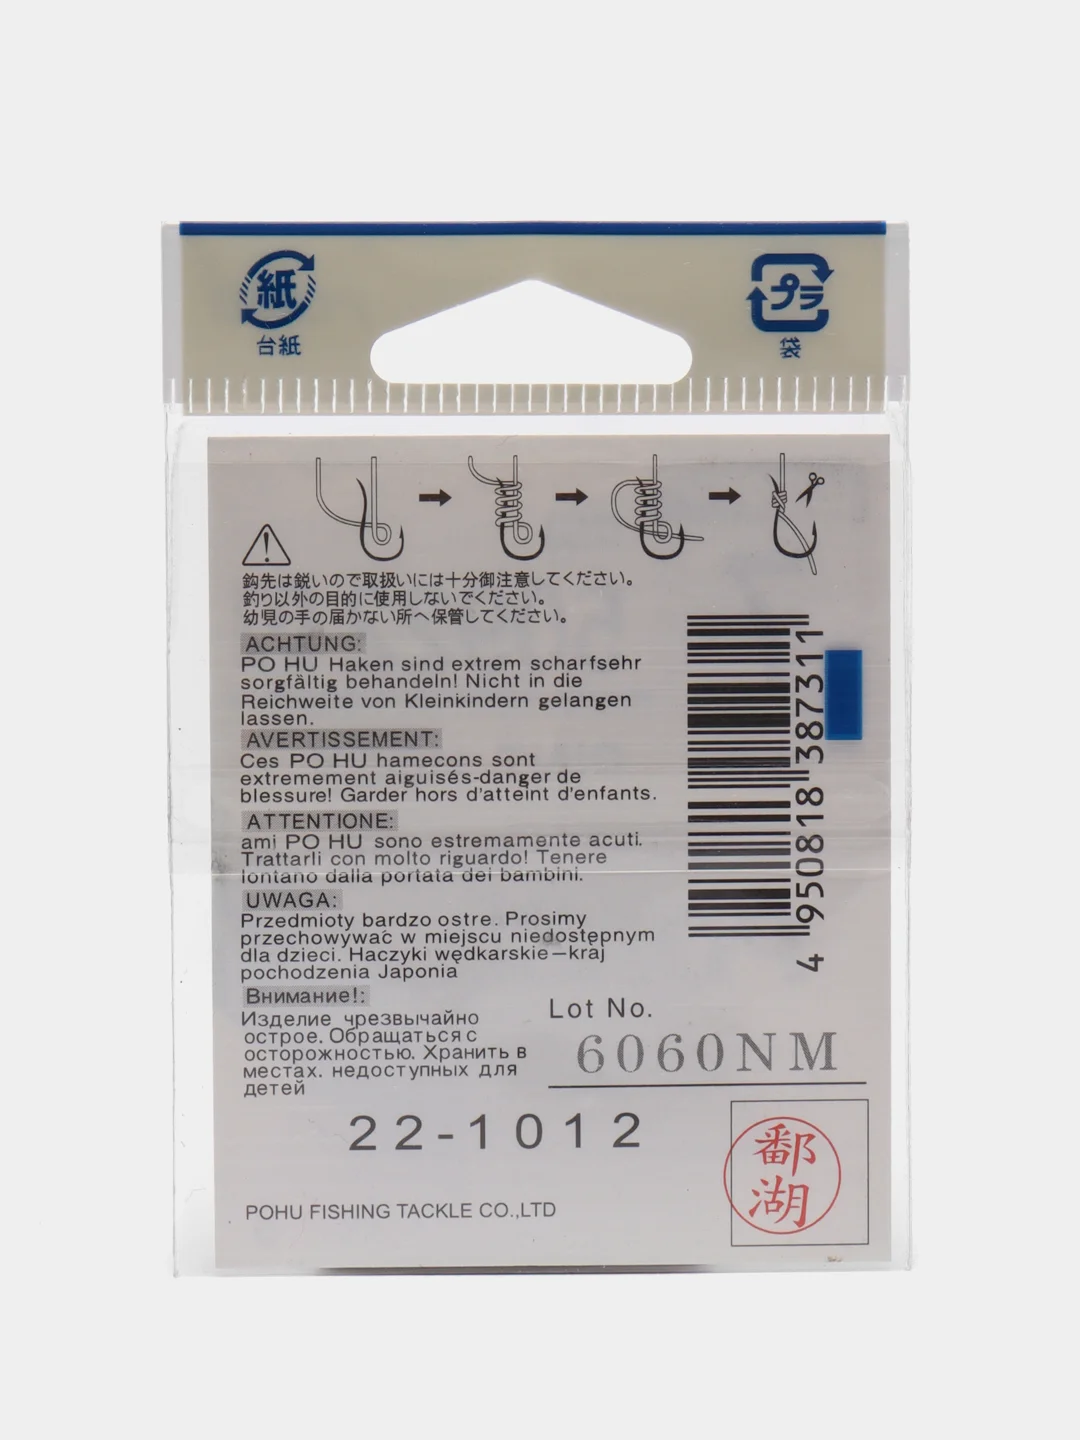 紙
台紙
プラ
袋
鈎先は鋭いので取扱いには十分御注意してください。
釣り以外の目的に使用しないでください。
幼児の手の届かない所へ保管してください。
ACHTUNG:
PO HU Haken sind extrem scharfsehr
sorgfältig behandeln! Nicht in die
Reichweite von Kleinkindern gelangen
lassen.
AVERTISSEMENT:
Ces PO HU hamecons sont
extremement aiguisés-danger de
blessure! Garder hors d'atteint d'enfants.
ATTENTIONE:
ami PO HU sono estremamente acuti.
Trattarli con molto riguardo! Tenere
lontano dalla portata dei bambini.
UWAGA:
Przedmioty bardzo ostre. Prosimy
przechowywać w miejscu niedostępnym
dla dzieci. Haczyki wędkarskie—kraj
pochodzenia Japonia
Внимание!:
Изделие чрезвычайно
острое. Обращаться с
осторожностью. Хранить в
местах. недоступных для
детей
4 950818 387311
Lot No.
6060NM
22-1012
鄱湖
POHU FISHING TACKLE CO.,LTD